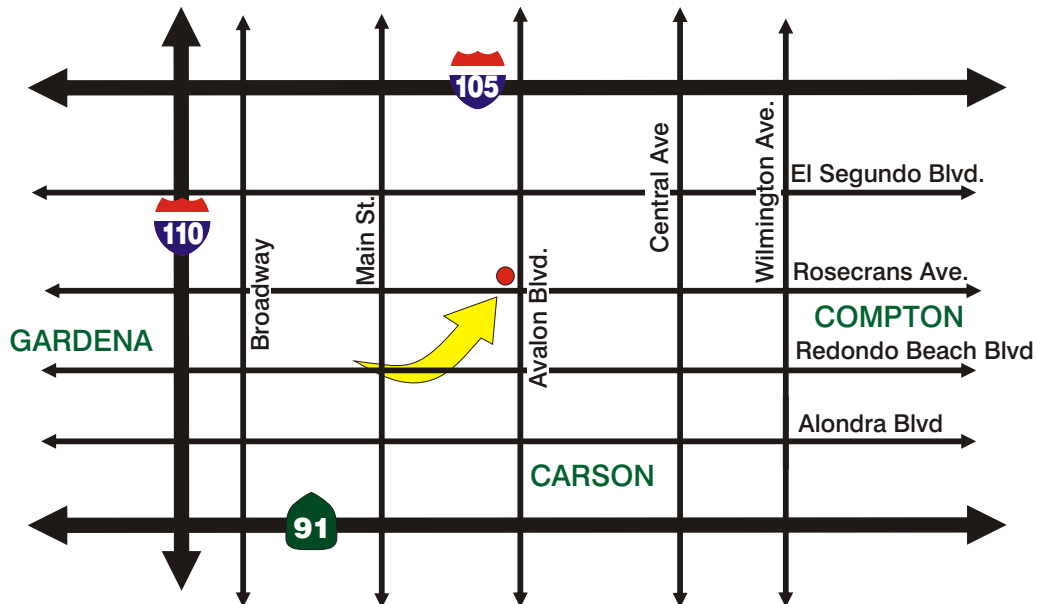 105
El Segundo Blvd.
110
Main St.
Central Ave
Wilmington Ave.
Rosecrans Ave.
Broadway
Avalon Blvd.
COMPTON
GARDENA
Redondo Beach Blvd
Alondra Blvd
CARSON
91